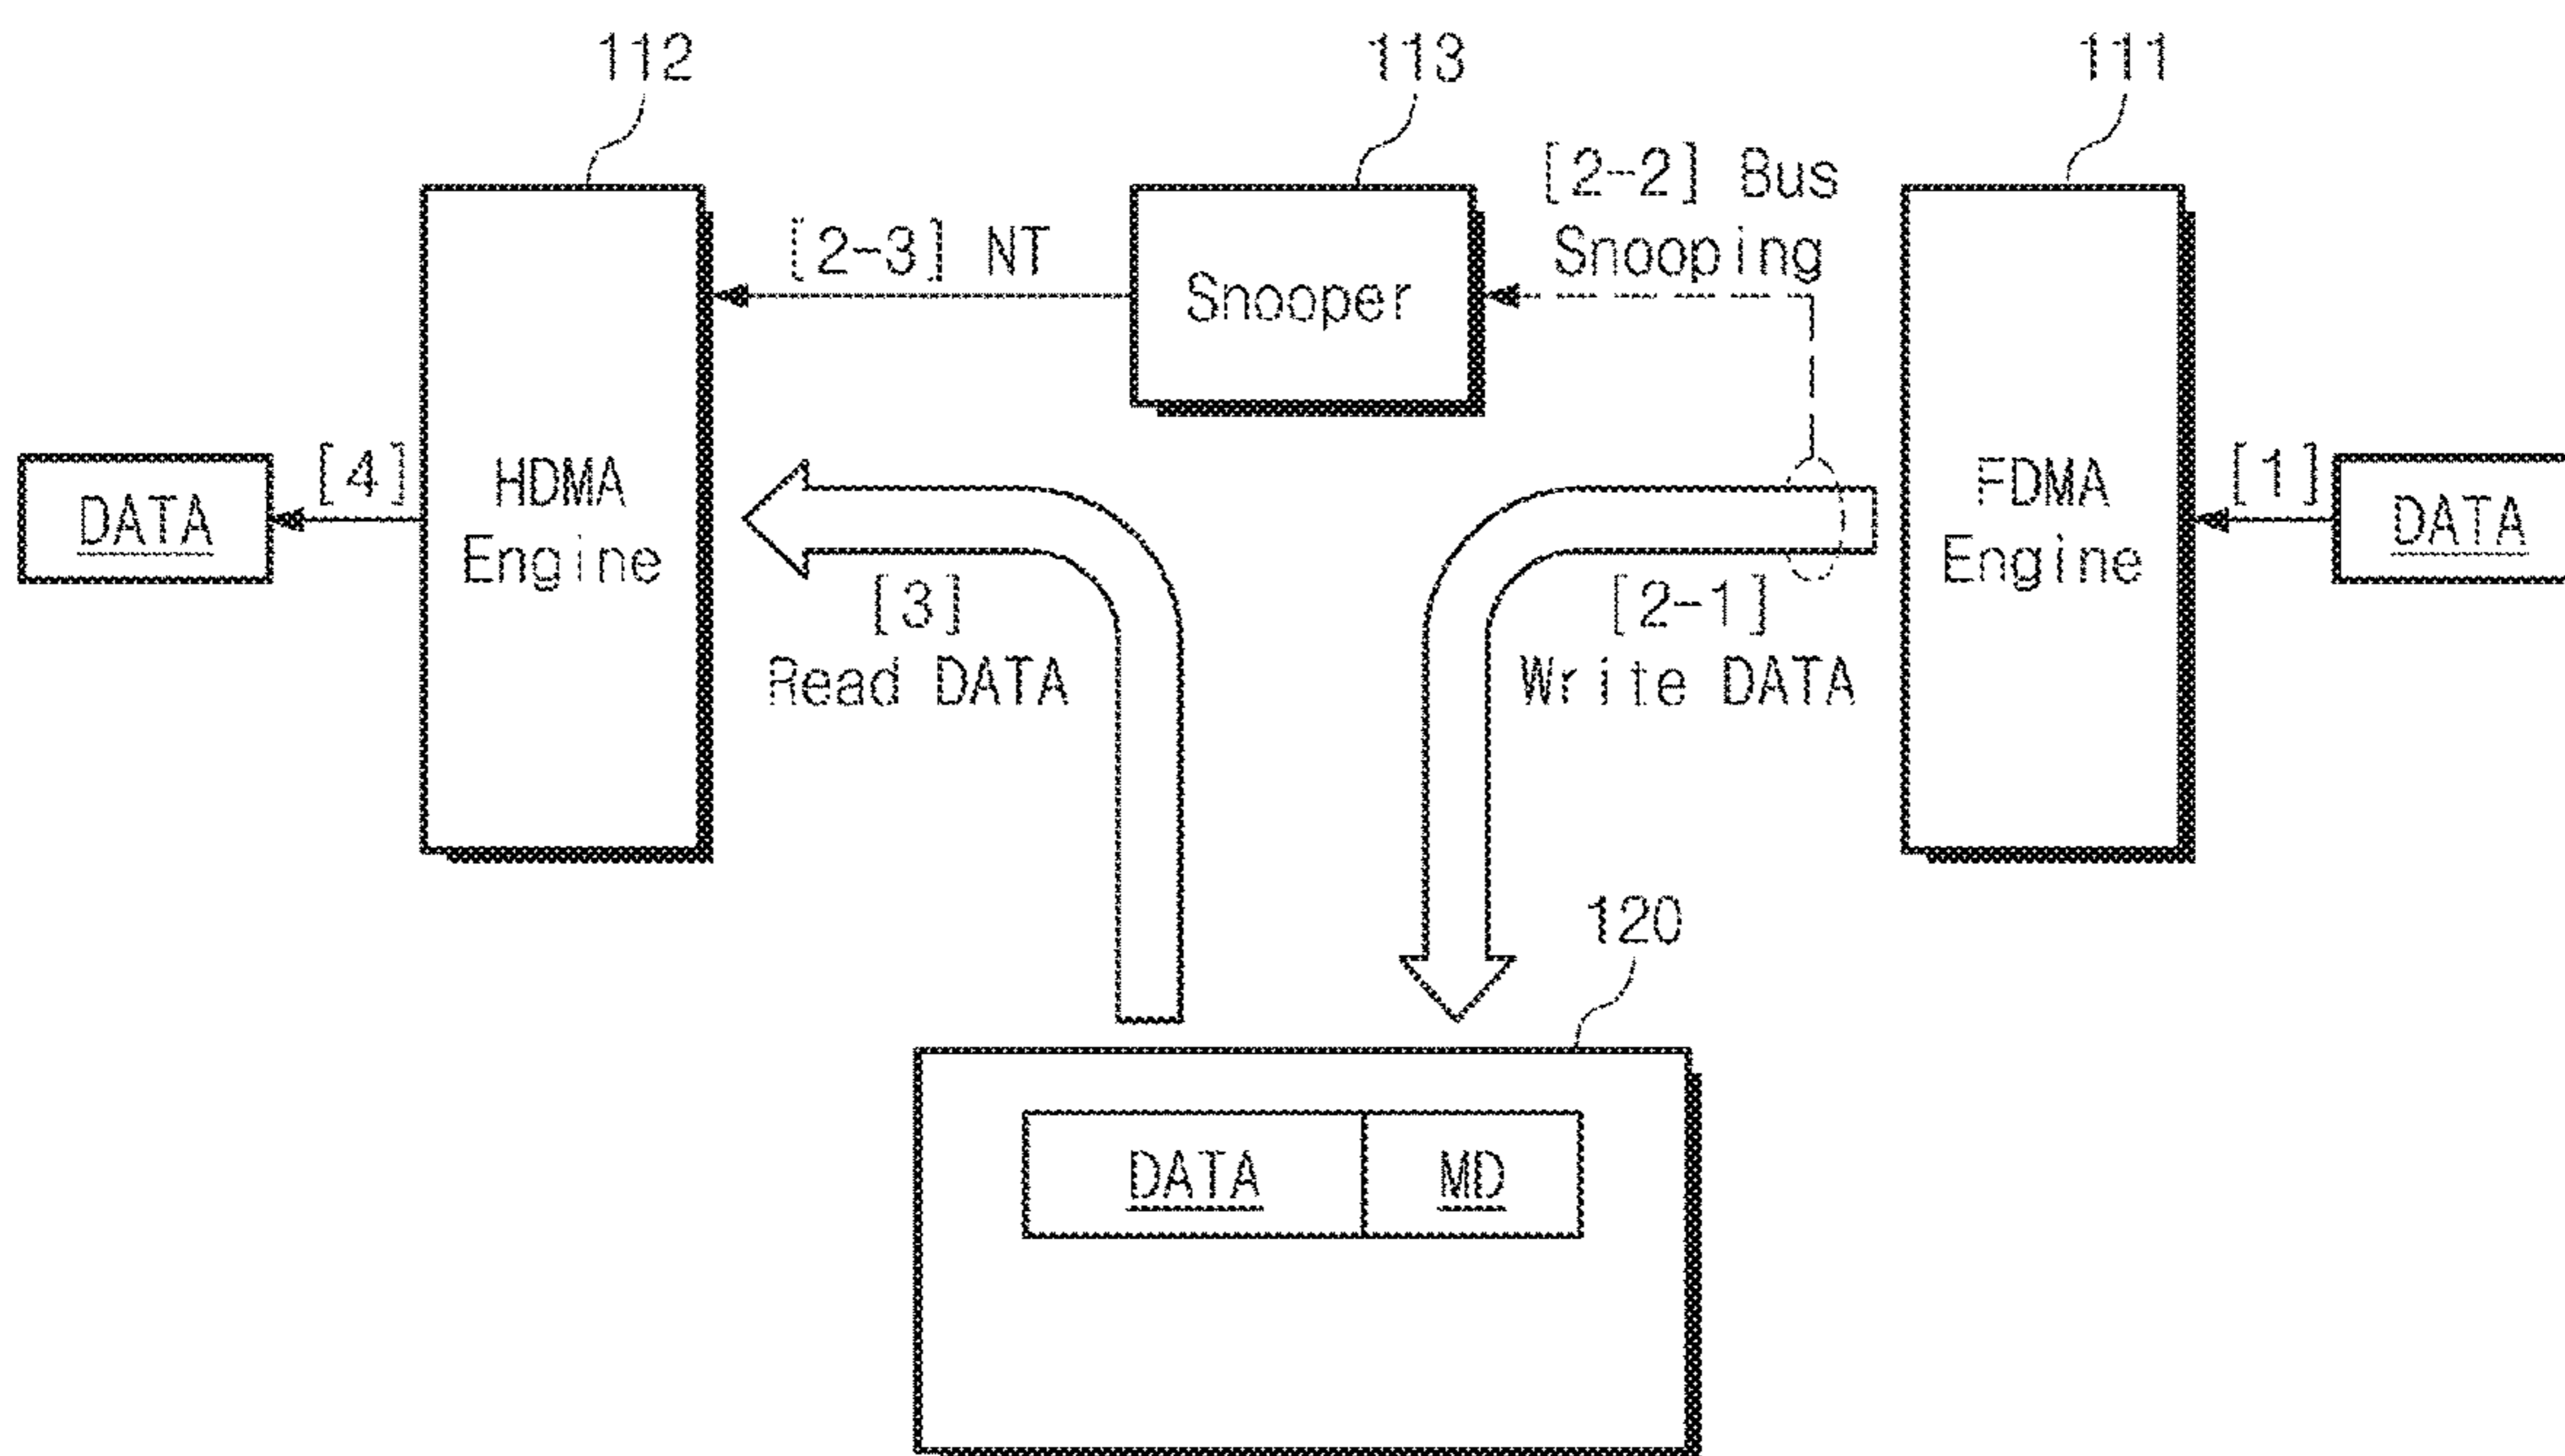 112
113
111
[2-2] Bus
Snooping
[2-3] NT
Snooper
DATA
[4]
HDMA
Engine
[3]
Read DATA
[2-1]
Write DATA
FDMA
Engine
[1]
DATA
120
DATA
MD